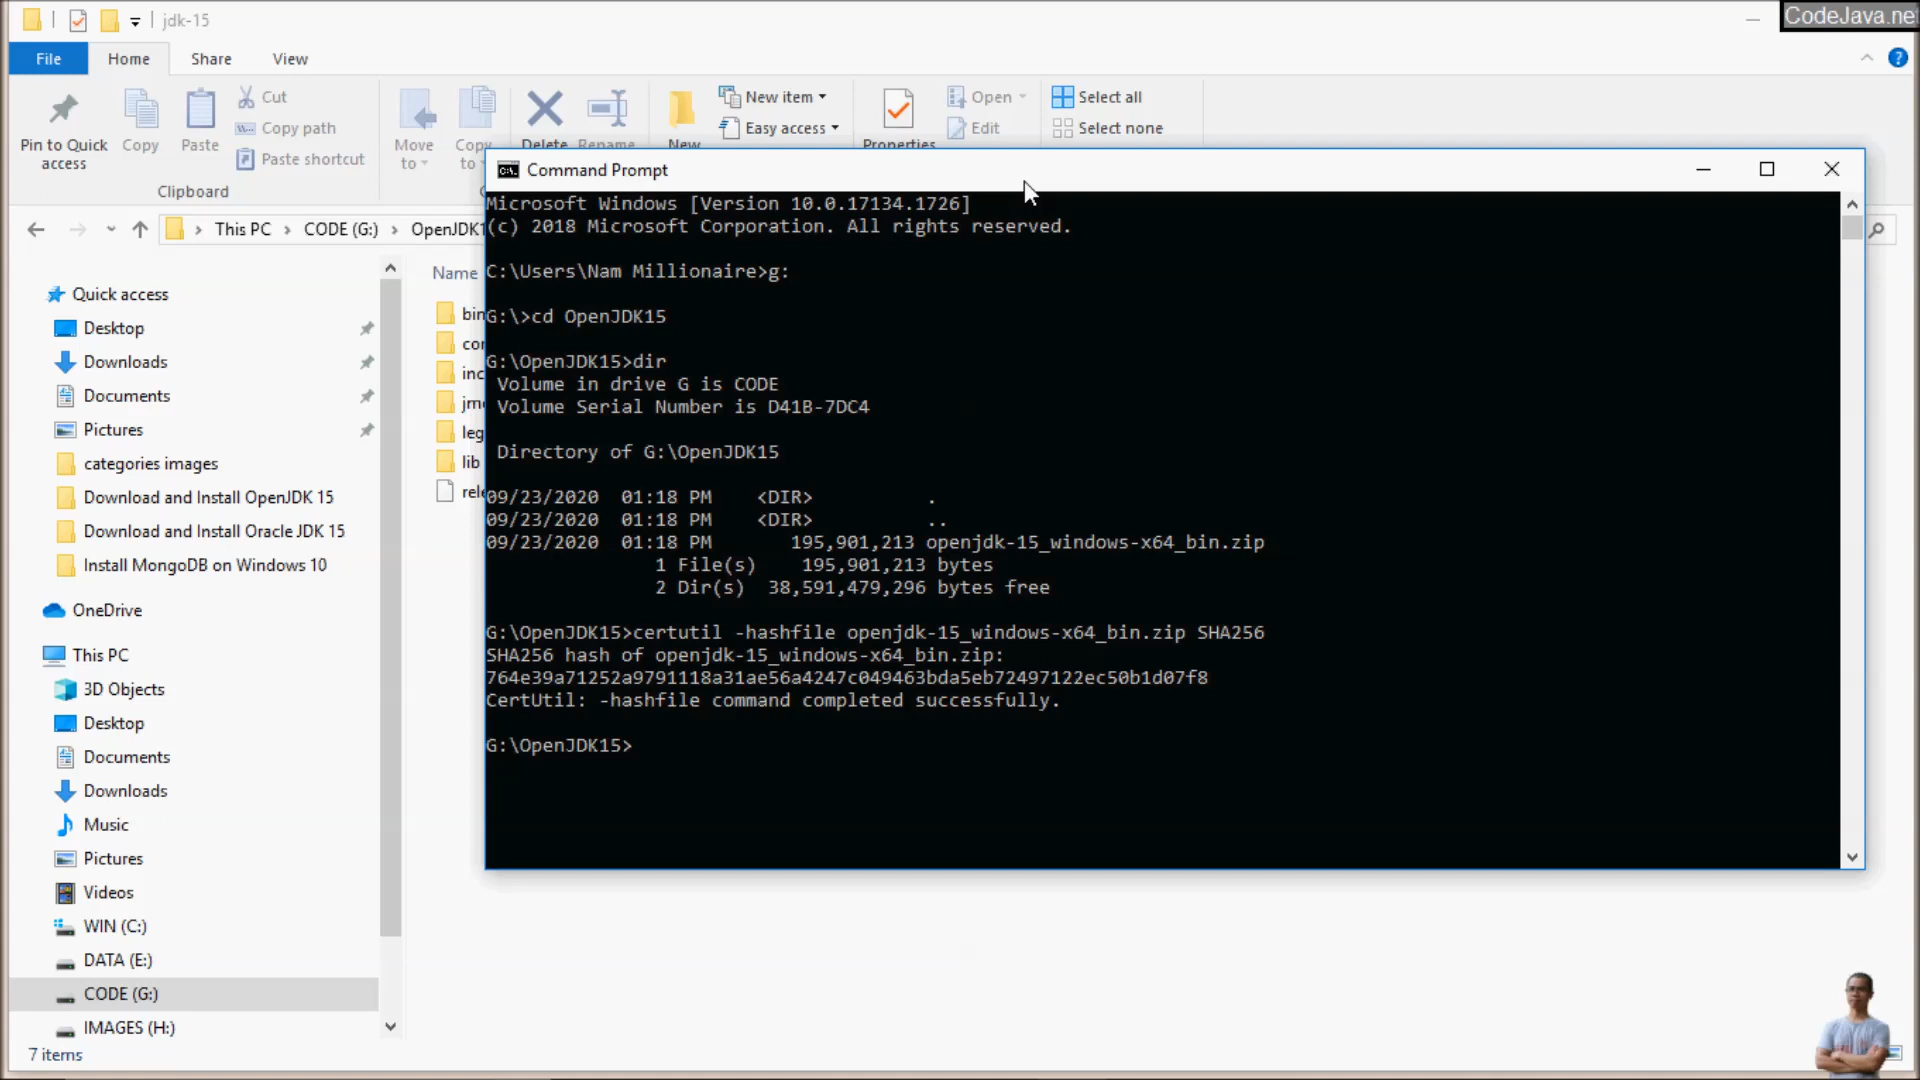 jdk-15
CodeJava.ne
File
Home
Share
View
Pin to Quick
access
Copy
Paste
Cut
Copy path
Paste shortcut
Clipboard
Move
to
Copy
to
Delete
Rename
New
New item
Easy access
Properties
Open
Edit
Select all
Select none
This PC
CODE (G:)
OpenJDK1
Name
bin
con
inc
jmo
leg
lib
rele
Quick access
Desktop
Downloads
Documents
Pictures
categories images
Download and Install OpenJDK 15
Download and Install Oracle JDK 15
Install MongoDB on Windows 10
OneDrive
This PC
3D Objects
Desktop
Documents
Downloads
Music
Pictures
Videos
WIN (C:)
DATA (E:)
CODE (G:)
IMAGES (H:)
7 items
Command Prompt
Microsoft Windows [Version 10.0.17134.1726]
(c) 2018 Microsoft Corporation. All rights reserved.
C:\Users\Nam Millionaire>g:
G:\>cd OpenJDK15
G:\OpenJDK15>dir
Volume in drive G is CODE
Volume Serial Number is D41B-7DC4
Directory of G:\OpenJDK15
09/23/2020  01:18 PM    <DIR>          .
09/23/2020  01:18 PM    <DIR>          ..
09/23/2020  01:18 PM       195,901,213 openjdk-15_windows-x64_bin.zip
1 File(s)    195,901,213 bytes
2 Dir(s)  38,591,479,296 bytes free
G:\OpenJDK15>certutil -hashfile openjdk-15_windows-x64_bin.zip SHA256
SHA256 hash of openjdk-15_windows-x64_bin.zip:
764e39a71252a9791118a31ae56a4247c049463bda5eb72497122ec50b1d07f8
CertUtil: -hashfile command completed successfully.
G:\OpenJDK15>